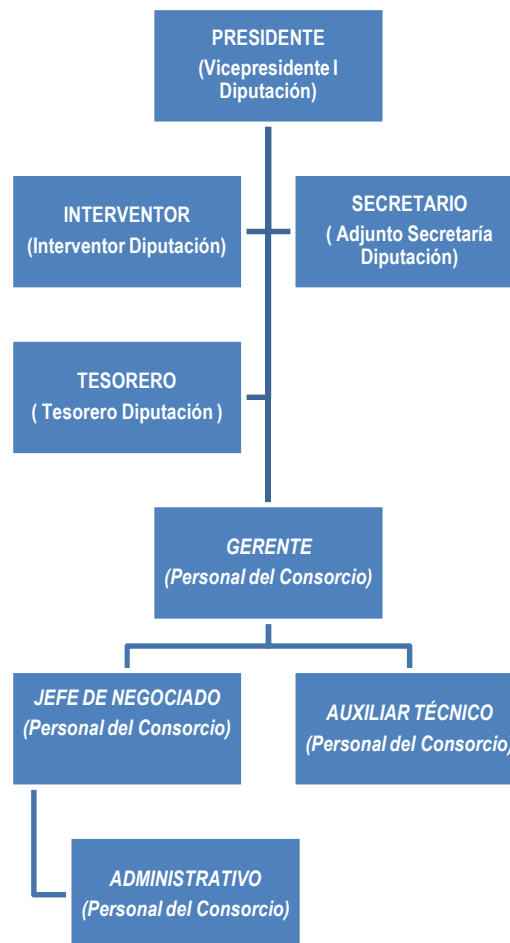 PRESIDENTE
(Vicepresidente I
Diputación)
INTERVENTOR
(Interventor Diputación)
SECRETARIO
( Adjunto Secretaría
Diputación)
TESORERO
( Tesorero Diputación )
GERENTE
(Personal del Consorcio)
JEFE DE NEGOCIADO
(Personal del Consorcio)
AUXILIAR TÉCNICO
(Personal del Consorcio)
ADMINISTRATIVO
(Personal del Consorcio)